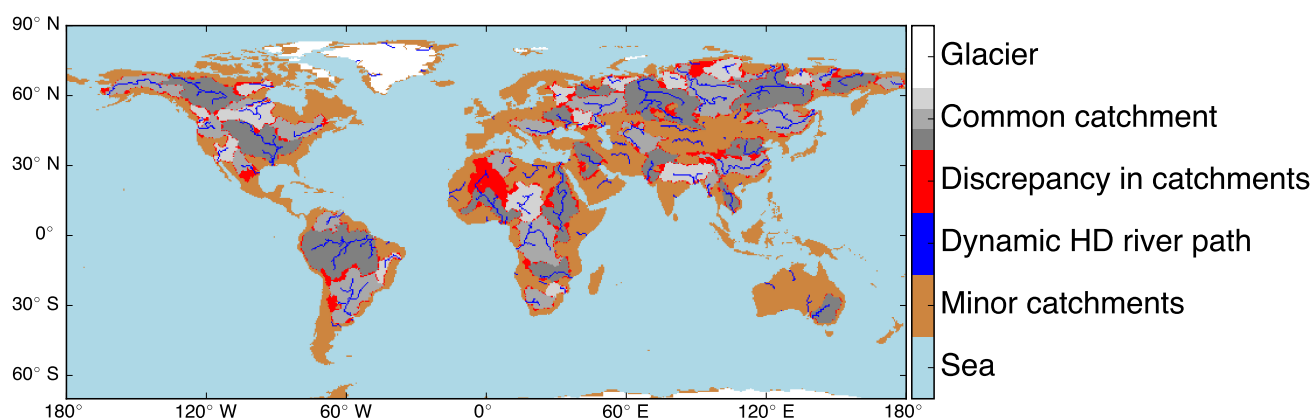 90° N
60° N
30° N
0°
30° S
60° S
180°
120° W
60° W
0°
60° E
120° E
180°
Glacier
Common catchment
Discrepancy in catchments
Dynamic HD river path
Minor catchments
Sea